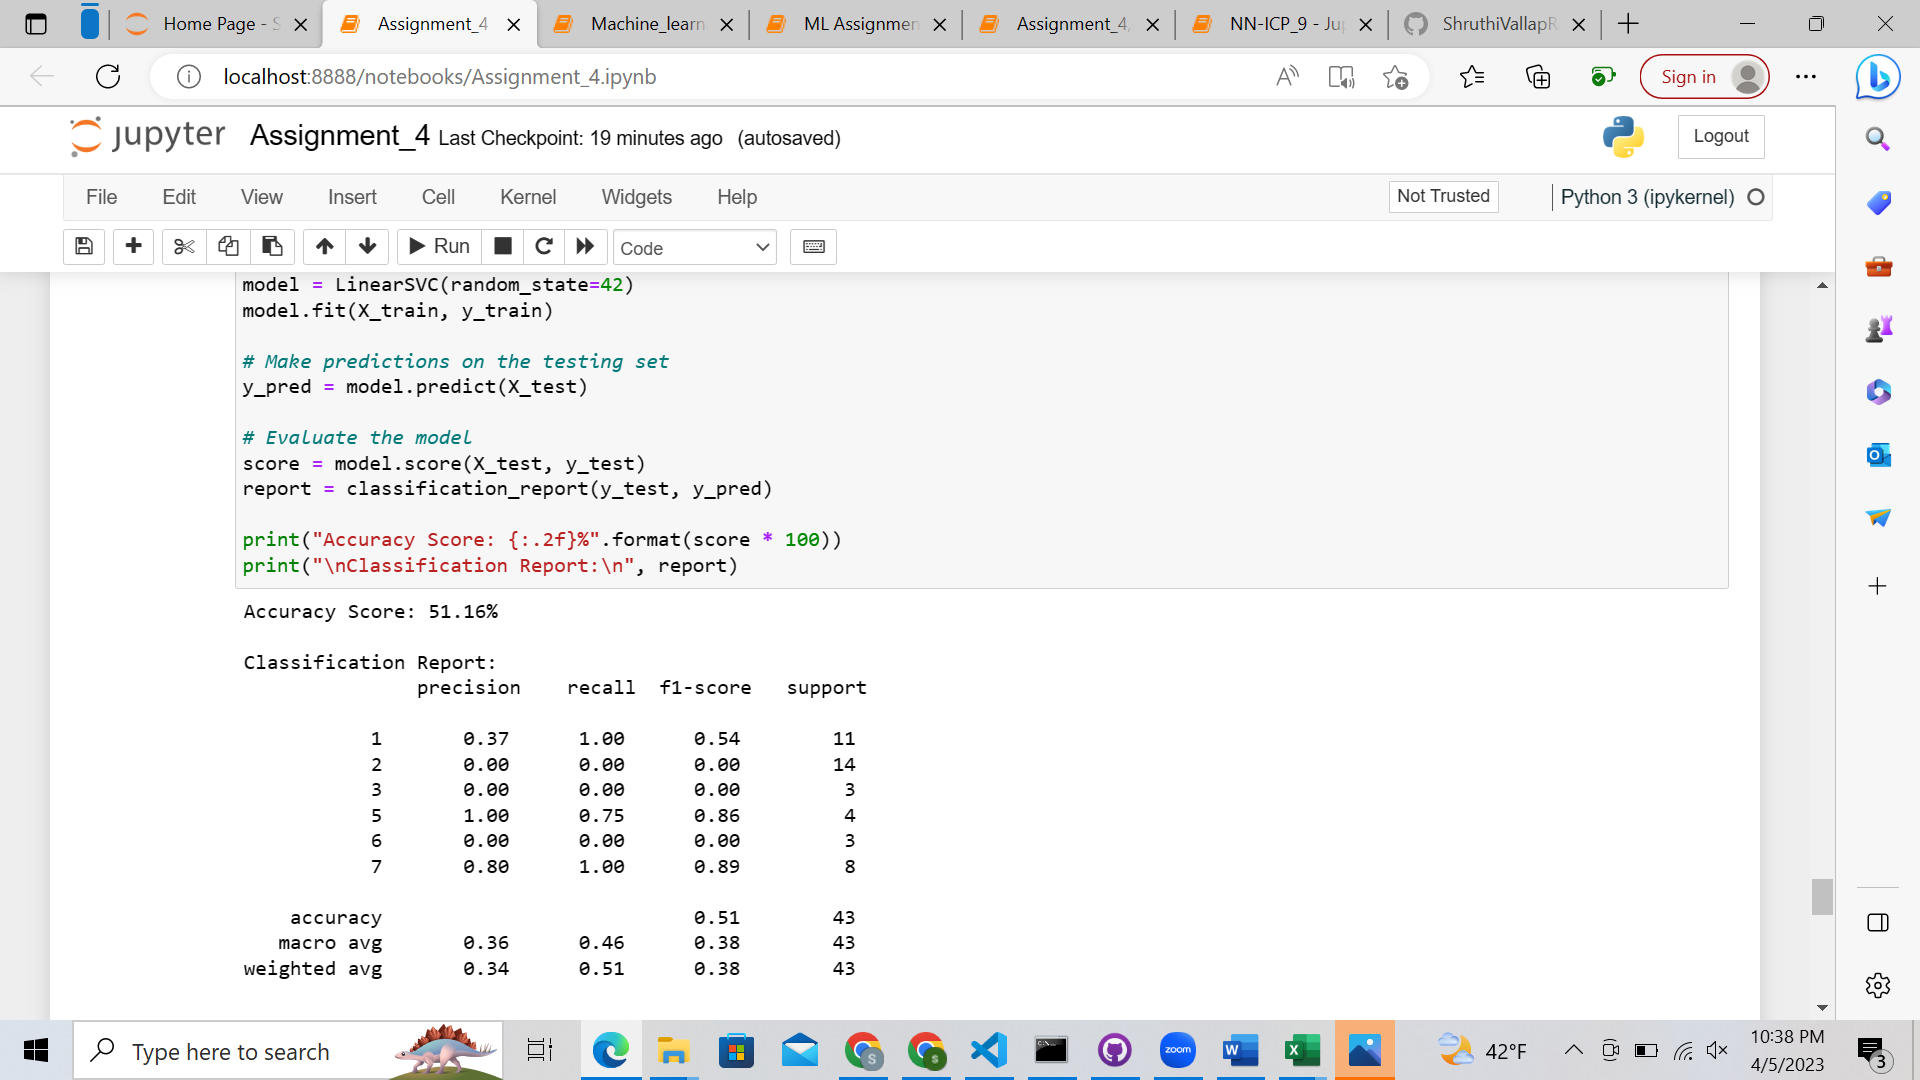 Home Page - S
Assignment_4
Machine_learn
ML Assignmen
Assignment_4
NN-ICP_9 - Ju
ShruthiVallapR
localhost:8888/notebooks/Assignment_4.ipynb
Sign in
jupyter Assignment_4 Last Checkpoint: 19 minutes ago (autosaved)
Logout
File Edit View Insert Cell Kernel Widgets Help
Not Trusted
Python 3 (ipykernel)
Run
Code
model = LinearSVC(random_state=42)
model.fit(X_train, y_train)
# Make predictions on the testing set
y_pred = model.predict(X_test)
# Evaluate the model
score = model.score(X_test, y_test)
report = classification_report(y_test, y_pred)
print("Accuracy Score: {:.2f}%".format(score * 100))
print("\nClassification Report:\n", report)
Accuracy Score: 51.16%
Classification Report:
precision recall f1-score support
1 0.37 1.00 0.54 11
2 0.00 0.00 0.00 14
3 0.00 0.00 0.00 3
5 1.00 0.75 0.86 4
6 0.00 0.00 0.00 3
7 0.80 1.00 0.89 8
accuracy 0.51 43
macro avg 0.36 0.46 0.38 43
weighted avg 0.34 0.51 0.38 43
Type here to search
zoom
42°F
10:38 PM
4/5/2023
3